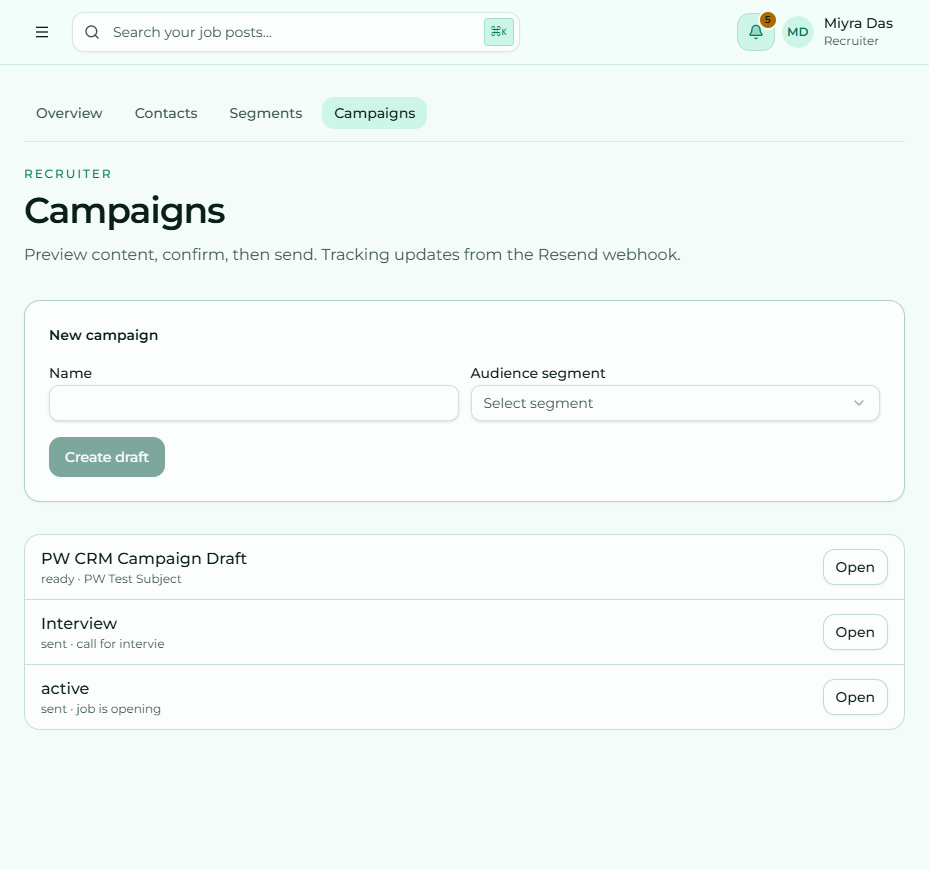 Search your job posts...
⌘K
5
MD
Miyra Das
Recruiter
Overview
Contacts
Segments
Campaigns
RECRUITER
Campaigns
Preview content, confirm, then send. Tracking updates from the Resend webhook.
New campaign
Name
Audience segment
Select segment
Create draft
PW CRM Campaign Draft
ready · PW Test Subject
Open
Interview
sent · call for intervie
Open
active
sent · job is opening
Open